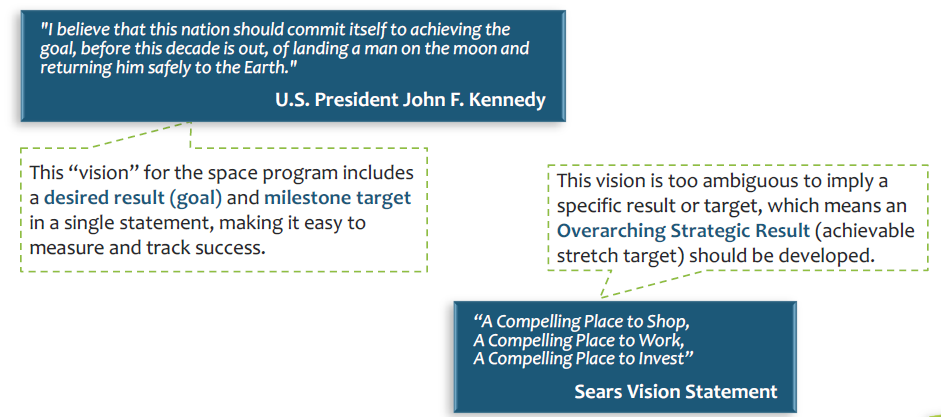 "I believe that this nation should commit itself to achieving the
goal, before this decade is out, of landing a man on the moon and
returning him safely to the Earth."
U.S. President John F. Kennedy
This “vision” for the space program includes
a desired result (goal) and milestone target
in a single statement, making it easy to
measure and track success.
This vision is too ambiguous to imply a
specific result or target, which means an
Overarching Strategic Result (achievable
stretch target) should be developed.
“A Compelling Place to Shop,
A Compelling Place to Work,
A Compelling Place to Invest”
Sears Vision Statement